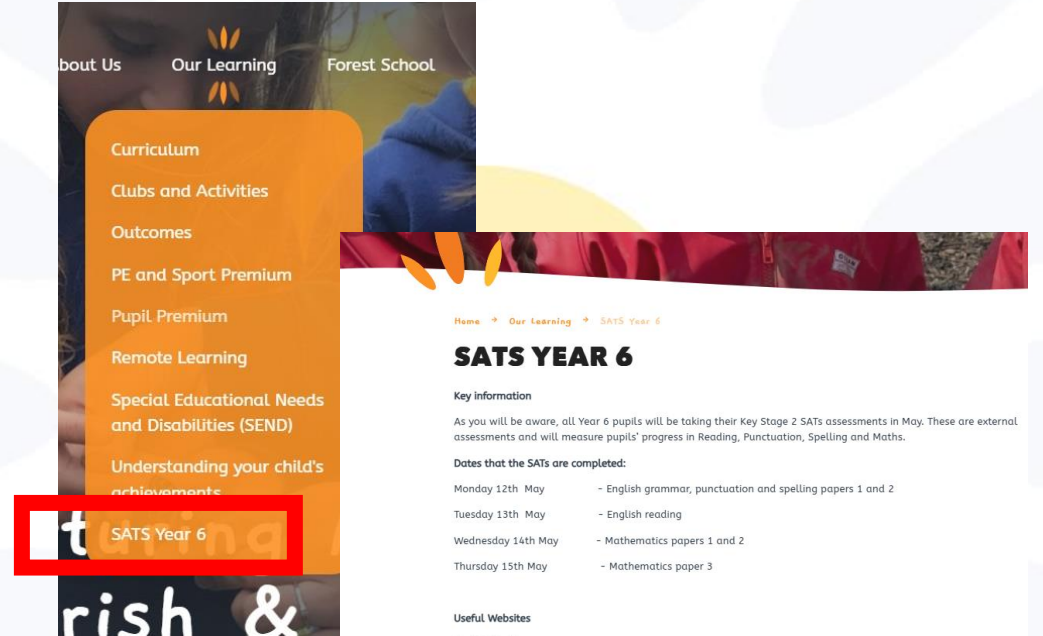 bout Us Our Learning Forest School
Curriculum
Clubs and Activities
Outcomes
PE and Sport Premium
Pupil Premium
Remote Learning
Special Educational Needs
and Disabilities (SEND)
Understanding your child's
achievements
SATS Year 6
turing
rish &
Home → Our Learning → SATS Year 6
SATS YEAR 6
Key information
As you will be aware, all Year 6 pupils will be taking their Key Stage 2 SATs assessments in May. These are external
assessments and will measure pupils' progress in Reading, Punctuation, Spelling and Maths.
Dates that the SATs are completed:
Monday 12th May - English grammar, punctuation and spelling papers 1 and 2
Tuesday 13th May - English reading
Wednesday 14th May - Mathematics papers 1 and 2
Thursday 15th May - Mathematics paper 3
Useful Websites